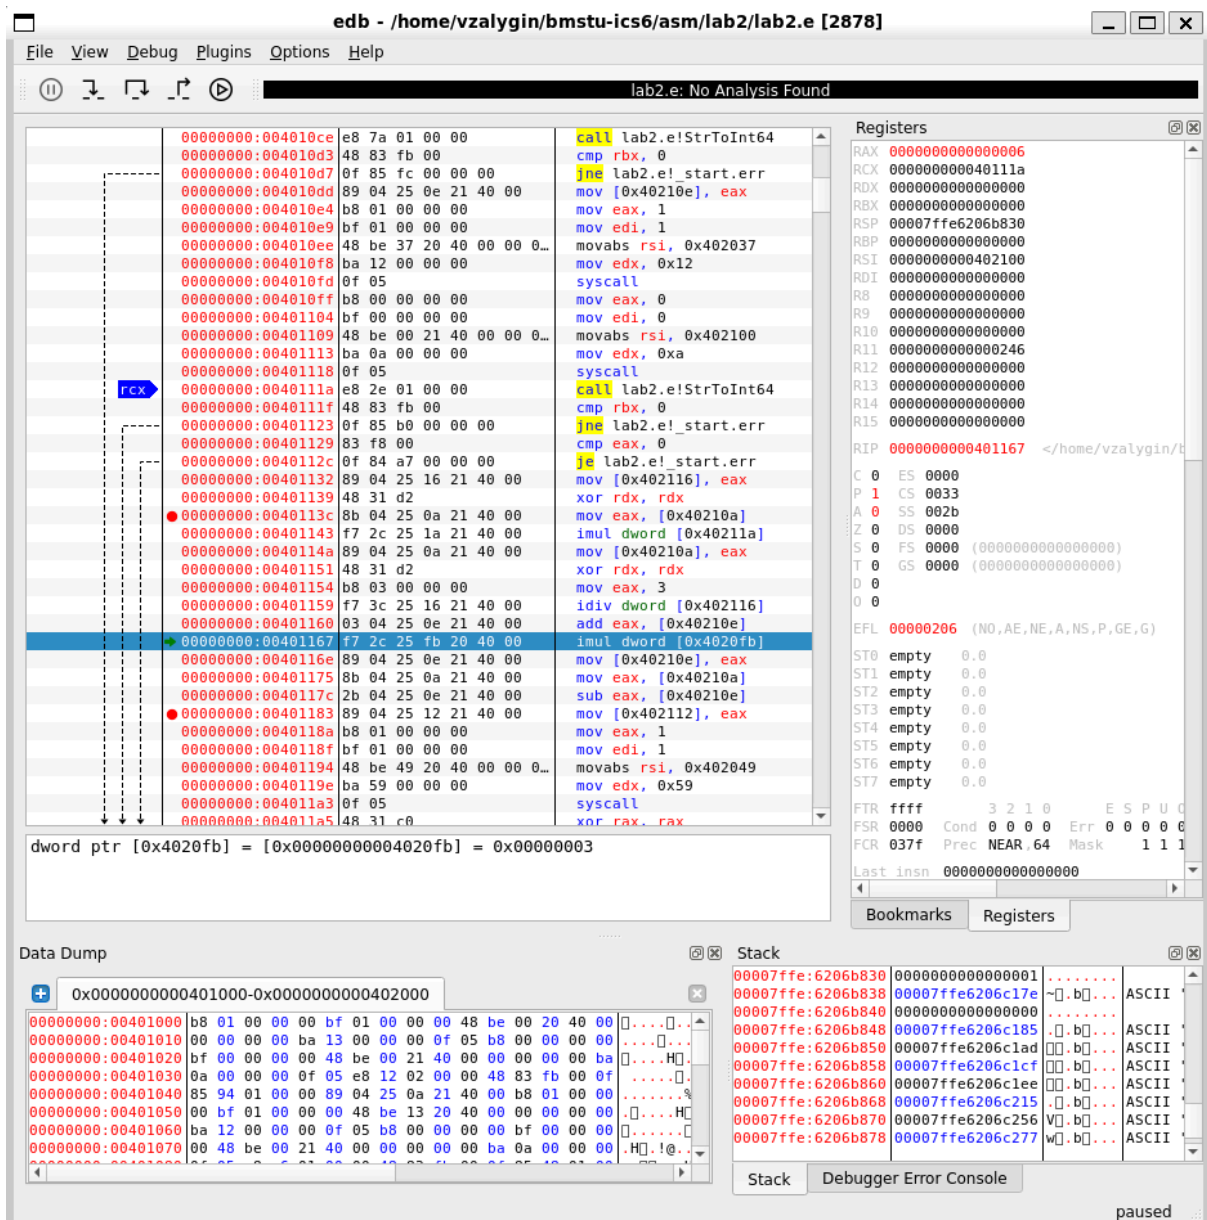 edb - /home/vzalygin/bmstu-ics6/asm/lab2/lab2.e [2878]
File View Debug Plugins Options Help
lab2.e: No Analysis Found
00000000:004010ce e8 7a 01 00 00 call lab2.e!StrToInt64
00000000:004010d3 48 83 fb 00 cmp rbx, 0
00000000:004010d7 0f 85 fc 00 00 00 jne lab2.e!_start.err
00000000:004010dd 89 04 25 0e 21 40 00 mov [0x40210e], eax
00000000:004010e4 b8 01 00 00 00 mov eax, 1
00000000:004010e9 bf 01 00 00 00 mov edi, 1
00000000:004010ee 48 be 37 20 40 00 00 0… movabs rsi, 0x402037
00000000:004010f8 ba 12 00 00 00 mov edx, 0x12
00000000:004010fd 0f 05 syscall
00000000:004010ff b8 00 00 00 00 mov eax, 0
00000000:00401104 bf 00 00 00 00 mov edi, 0
00000000:00401109 48 be 00 21 40 00 00 0… movabs rsi, 0x402100
00000000:00401113 ba 0a 00 00 00 mov edx, 0xa
00000000:00401118 0f 05 syscall
rcx 00000000:0040111a e8 2e 01 00 00 call lab2.e!StrToInt64
00000000:0040111f 48 83 fb 00 cmp rbx, 0
00000000:00401123 0f 85 b0 00 00 00 jne lab2.e!_start.err
00000000:00401129 83 f8 00 cmp eax, 0
00000000:0040112c 0f 84 a7 00 00 00 je lab2.e!_start.err
00000000:00401132 89 04 25 16 21 40 00 mov [0x402116], eax
00000000:00401139 48 31 d2 xor rdx, rdx
00000000:0040113c 8b 04 25 0a 21 40 00 mov eax, [0x40210a]
00000000:00401143 f7 2c 25 1a 21 40 00 imul dword [0x40211a]
00000000:0040114a 89 04 25 0a 21 40 00 mov [0x40210a], eax
00000000:00401151 48 31 d2 xor rdx, rdx
00000000:00401154 b8 03 00 00 00 mov eax, 3
00000000:00401159 f7 3c 25 16 21 40 00 idiv dword [0x402116]
00000000:00401160 03 04 25 0e 21 40 00 add eax, [0x40210e]
00000000:00401167 f7 2c 25 fb 20 40 00 imul dword [0x4020fb]
00000000:0040116e 89 04 25 0e 21 40 00 mov [0x40210e], eax
00000000:00401175 8b 04 25 0a 21 40 00 mov eax, [0x40210a]
00000000:0040117c 2b 04 25 0e 21 40 00 sub eax, [0x40210e]
00000000:00401183 89 04 25 12 21 40 00 mov [0x402112], eax
00000000:0040118a b8 01 00 00 00 mov eax, 1
00000000:0040118f bf 01 00 00 00 mov edi, 1
00000000:00401194 48 be 49 20 40 00 00 0… movabs rsi, 0x402049
00000000:0040119e ba 59 00 00 00 mov edx, 0x59
00000000:004011a3 0f 05 syscall
00000000:004011a5 48 31 c0 xor rax, rax
dword ptr [0x4020fb] = [0x00000000004020fb] = 0x00000003
Registers
RAX 0000000000000006
RCX 000000000040111a
RDX 0000000000000000
RBX 0000000000000000
RSP 00007ffe6206b830
RBP 0000000000000000
RSI 0000000000402100
RDI 0000000000000000
R8 0000000000000000
R9 0000000000000000
R10 0000000000000000
R11 0000000000000246
R12 0000000000000000
R13 0000000000000000
R14 0000000000000000
R15 0000000000000000
RIP 0000000000401167 </home/vzalygin/b
C 0 ES 0000
P 1 CS 0033
A 0 SS 002b
Z 0 DS 0000
S 0 FS 0000 (0000000000000000)
T 0 GS 0000 (0000000000000000)
D 0
O 0
EFL 00000206 (NO,AE,NE,A,NS,P,GE,G)
ST0 empty 0.0
ST1 empty 0.0
ST2 empty 0.0
ST3 empty 0.0
ST4 empty 0.0
ST5 empty 0.0
ST6 empty 0.0
ST7 empty 0.0
FTR ffff 3 2 1 0 E S P U O
FSR 0000 Cond 0 0 0 0 Err 0 0 0 0 0
FCR 037f Prec NEAR,64 Mask 1 1 1
Last insn 0000000000000000
Bookmarks Registers
Data Dump
0x0000000000401000-0x0000000000402000
00000000:00401000 b8 01 00 00 00 bf 01 00 00 00 48 be 00 20 40 00
00000000:00401010 00 00 00 00 ba 13 00 00 00 0f 05 b8 00 00 00 00
00000000:00401020 bf 00 00 00 00 48 be 00 21 40 00 00 00 00 00 ba
00000000:00401030 0a 00 00 00 0f 05 e8 12 02 00 00 48 83 fb 00 0f
00000000:00401040 85 94 01 00 00 89 04 25 0a 21 40 00 b8 01 00 00
00000000:00401050 00 bf 01 00 00 00 48 be 13 20 40 00 00 00 00 00
00000000:00401060 ba 12 00 00 00 0f 05 b8 00 00 00 00 bf 00 00 00
00000000:00401070 00 48 be 00 21 40 00 00 00 00 00 ba 0a 00 00 00
Stack
00007ffe:6206b830 0000000000000001 ........
00007ffe:6206b838 00007ffe6206c17e ~▯.b▯... ASCII "
00007ffe:6206b840 0000000000000000 ........
00007ffe:6206b848 00007ffe6206c185 .▯.b▯... ASCII "
00007ffe:6206b850 00007ffe6206c1ad ▯▯.b▯... ASCII "
00007ffe:6206b858 00007ffe6206c1cf ▯▯.b▯... ASCII "
00007ffe:6206b860 00007ffe6206c1ee ▯▯.b▯... ASCII "
00007ffe:6206b868 00007ffe6206c215 .▯.b▯... ASCII "
00007ffe:6206b870 00007ffe6206c256 V▯.b▯... ASCII "
00007ffe:6206b878 00007ffe6206c277 w▯.b▯... ASCII "
Stack Debugger Error Console
paused